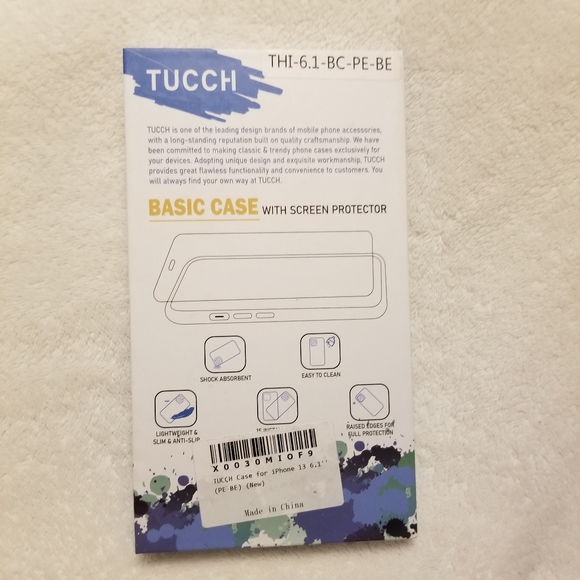 THI-6.1-BC-PE-BE
TUCCH
TUCCH is one of the leading design brands of mobile phone accessories,
with a long-standing reputation built on quality craftsmanship. We have
been committed to making classic & trendy phone cases exclusively for
your devices. Adopting unique design and exquisite workmanship, TUCCH
provides great flawless functionality and convenience to customers. You
will always find your own way at TUCCH.
BASIC CASE WITH SCREEN PROTECTOR
SHOCK ABSORBENT
EASY TO CLEAN
LIGHTWEIGHT &
SLIM & ANTI-SLIP
RAISED EDGES FOR
FULL PROTECTION
X0030MIOF9
TUCCH Case for iPhone 13 6.1''
(PE-BE) (New)
Made in China